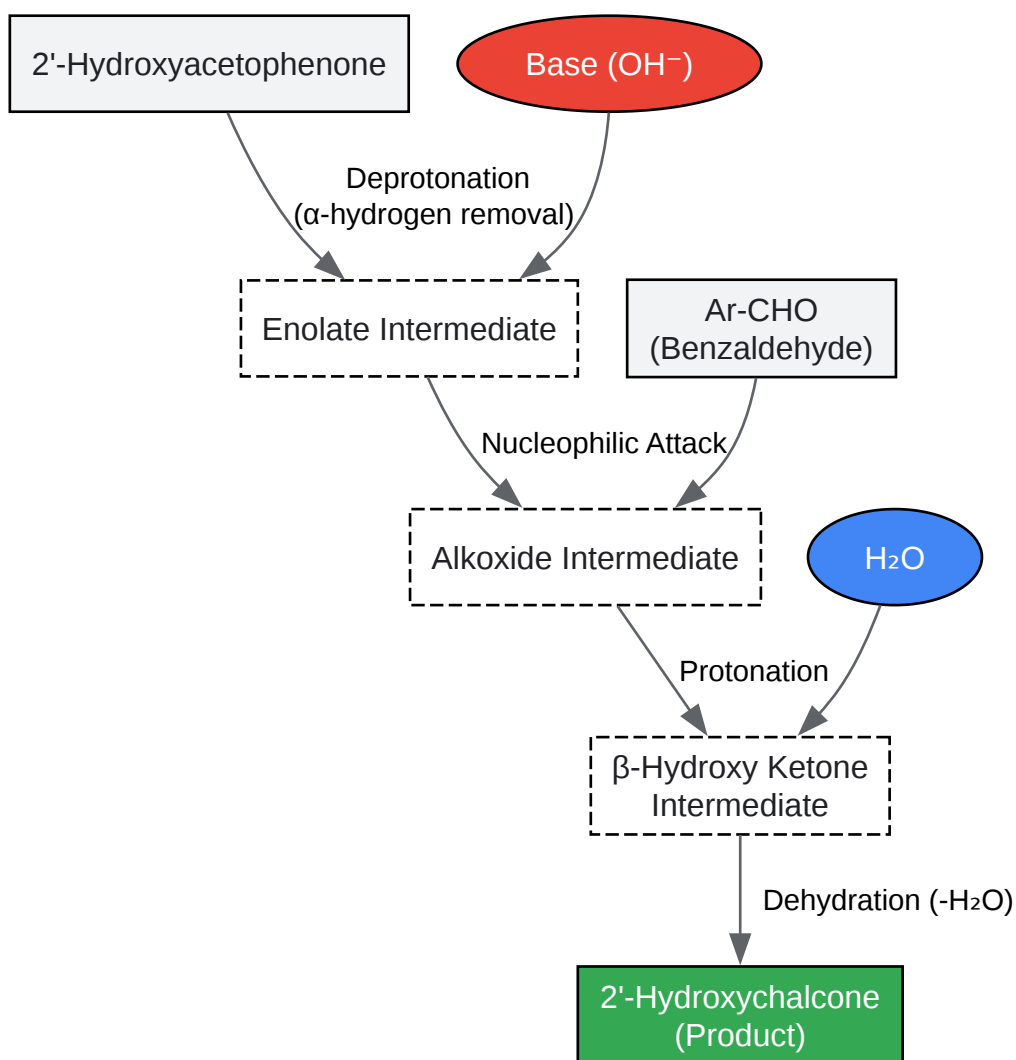 2'-Hydroxyacetophenone
Base (OH⁻)
Deprotonation
(α-hydrogen removal)
Enolate Intermediate
Ar-CHO
(Benzaldehyde)
Nucleophilic Attack
Alkoxide Intermediate
H₂O
Protonation
β-Hydroxy Ketone
Intermediate
Dehydration (-H₂O)
2'-Hydroxychalcone
(Product)